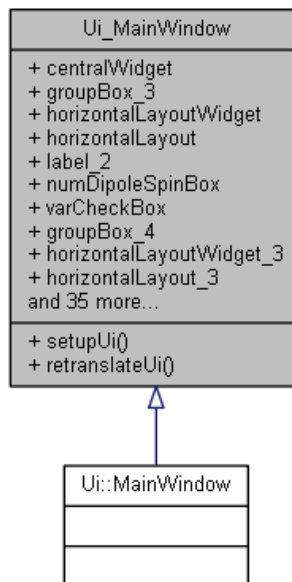 Ui_MainWindow
+ centralWidget
+ groupBox_3
+ horizontalLayoutWidget
+ horizontalLayout
+ label_2
+ numDipoleSpinBox
+ varCheckBox
+ groupBox_4
+ horizontalLayoutWidget_3
+ horizontalLayout_3
and 35 more...
+ setupUi()
+ retranslateUi()
Ui::MainWindow